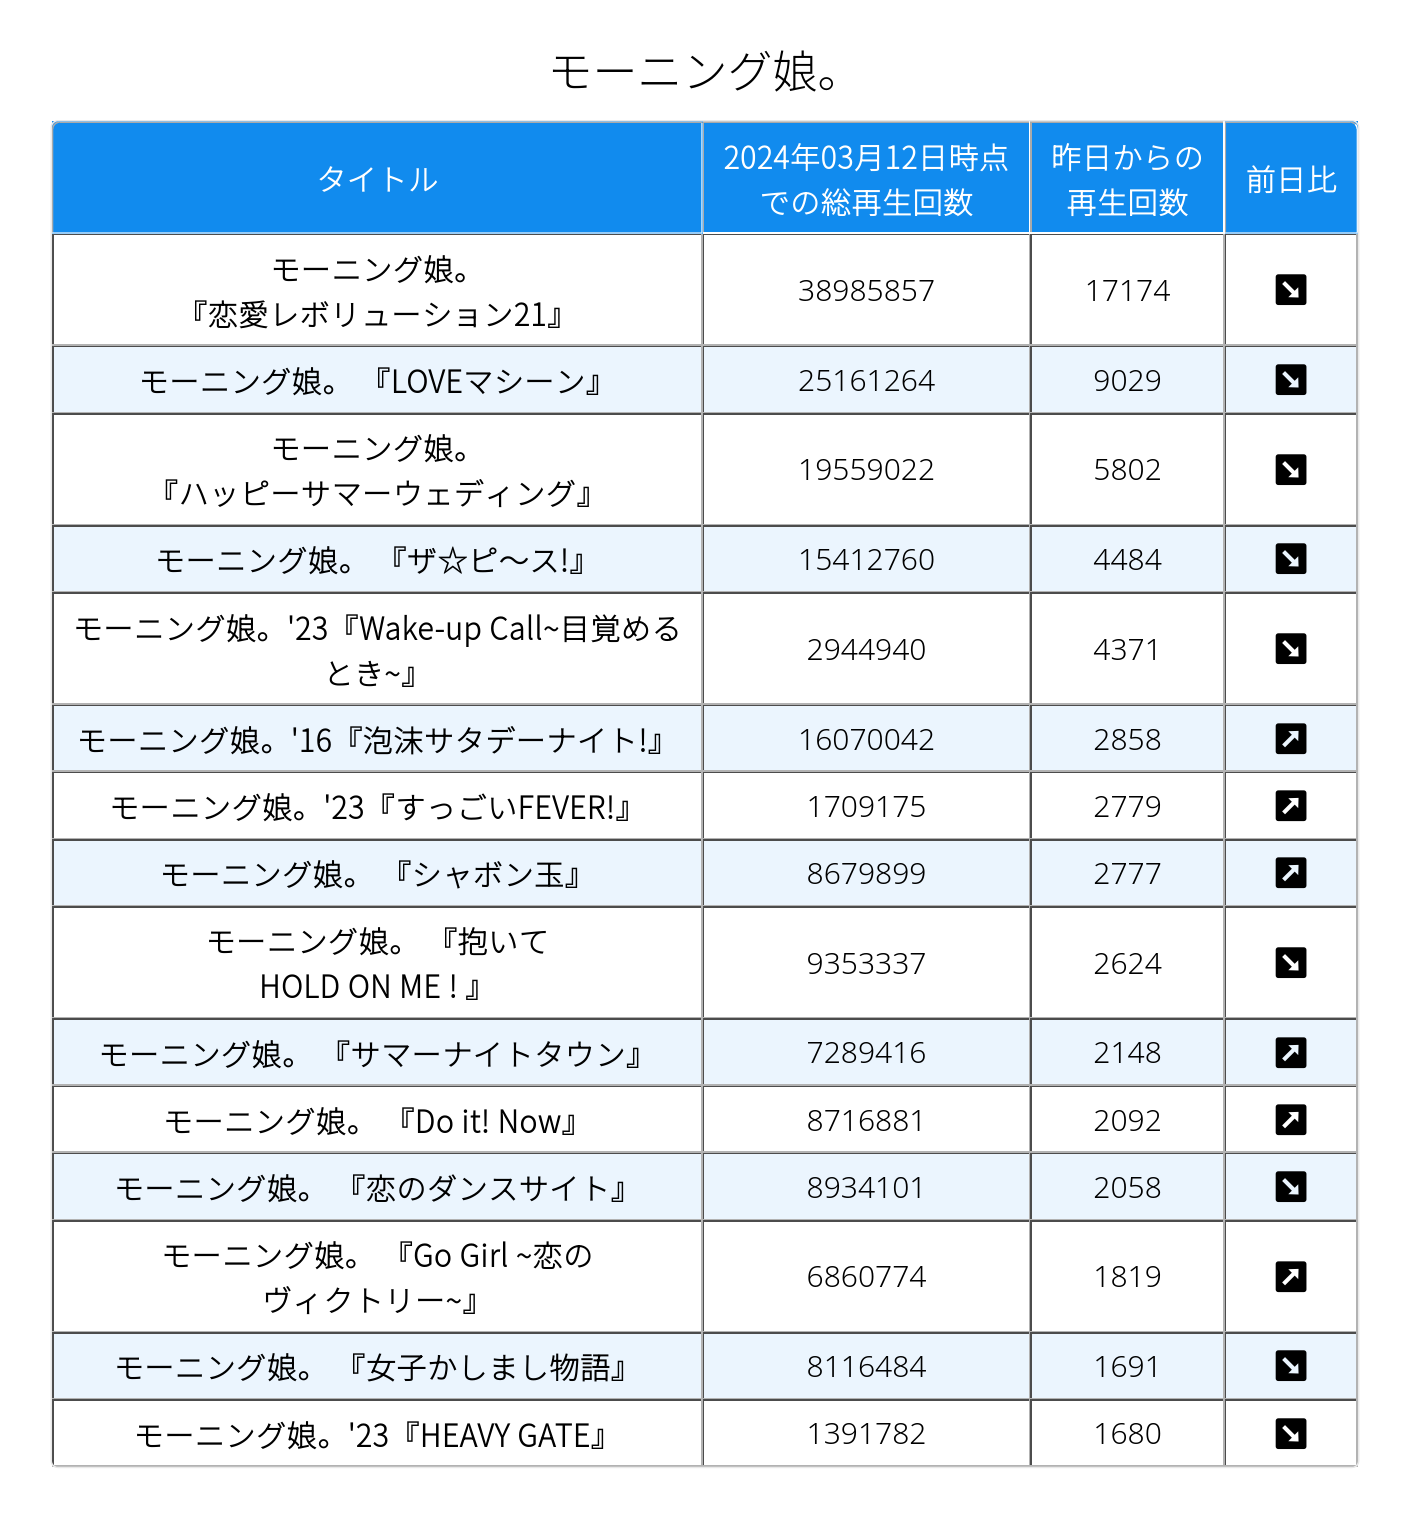 モーニング娘。
タイトル
2024年03月12日時点
での総再生回数
昨日からの
再生回数
前日比
モーニング娘。
『恋愛レボリューション21』
38985857
17174
モーニング娘。 『LOVEマシーン』
25161264
9029
モーニング娘。
『ハッピーサマーウェディング』
19559022
5802
モーニング娘。 『ザ☆ピ〜ス!』
15412760
4484
モーニング娘。'23『Wake-up Call~目覚める
とき~』
2944940
4371
モーニング娘。'16『泡沫サタデーナイト!』
16070042
2858
モーニング娘。'23『すっごいFEVER!』
1709175
2779
モーニング娘。 『シャボン玉』
8679899
2777
モーニング娘。 『抱いて
HOLD ON ME ! 』
9353337
2624
モーニング娘。 『サマーナイトタウン』
7289416
2148
モーニング娘。 『Do it! Now』
8716881
2092
モーニング娘。 『恋のダンスサイト』
8934101
2058
モーニング娘。 『Go Girl ~恋の
ヴィクトリー~』
6860774
1819
モーニング娘。 『女子かしまし物語』
8116484
1691
モーニング娘。'23『HEAVY GATE』
1391782
1680